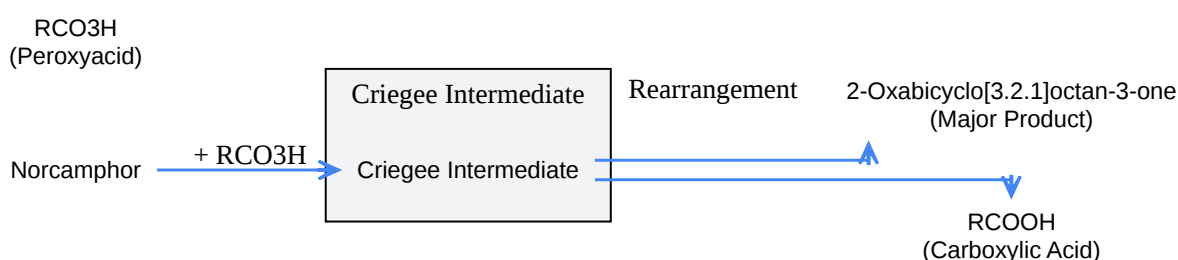 RCO3H
(Peroxyacid)
Criegee Intermediate
Rearrangement
2-Oxabicyclo[3.2.1]octan-3-one
(Major Product)
Norcamphor
+ RCO3H
Criegee Intermediate
RCOOH
(Carboxylic Acid)